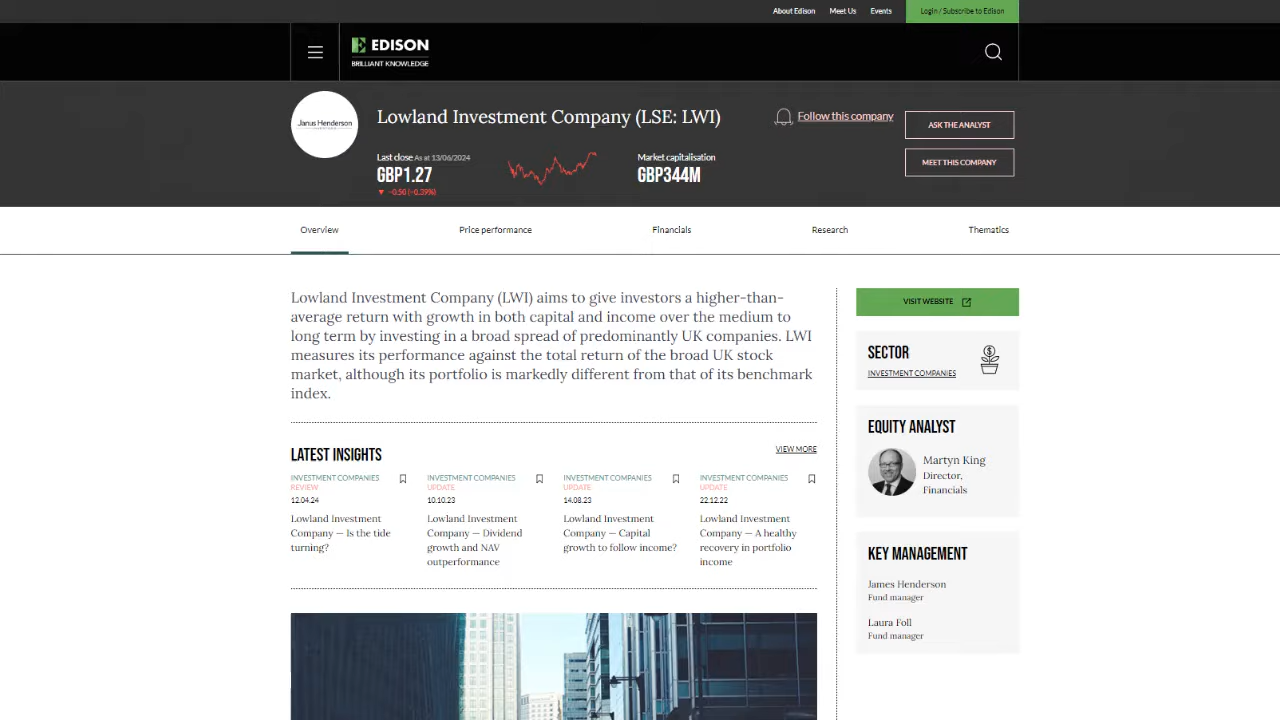 About Edison Meet Us Events Login / Subscribe to Edison
EDISON
BRILLIANT KNOWLEDGE
Janus Henderson
Lowland Investment Company (LSE: LWI)
Follow this company
ASK THE ANALYST
Last close As at 13/06/2024
GBP1.27
▼ −0.50 (−0.39%)
Market capitalisation
GBP344M
MEET THIS COMPANY
Overview Price performance Financials Research Thematics
Lowland Investment Company (LWI) aims to give investors a higher-than-
average return with growth in both capital and income over the medium to
long term by investing in a broad spread of predominantly UK companies. LWI
measures its performance against the total return of the broad UK stock
market, although its portfolio is markedly different from that of its benchmark
index.
LATEST INSIGHTS
VIEW MORE
INVESTMENT COMPANIES
REVIEW
12.04.24
Lowland Investment
Company — Is the tide
turning?
INVESTMENT COMPANIES
UPDATE
10.10.23
Lowland Investment
Company — Dividend
growth and NAV
outperformance
INVESTMENT COMPANIES
UPDATE
14.08.23
Lowland Investment
Company — Capital
growth to follow income?
INVESTMENT COMPANIES
UPDATE
22.12.22
Lowland Investment
Company — A healthy
recovery in portfolio
income
VISIT WEBSITE
SECTOR
INVESTMENT COMPANIES
EQUITY ANALYST
Martyn King
Director,
Financials
KEY MANAGEMENT
James Henderson
Fund manager
Laura Foll
Fund manager